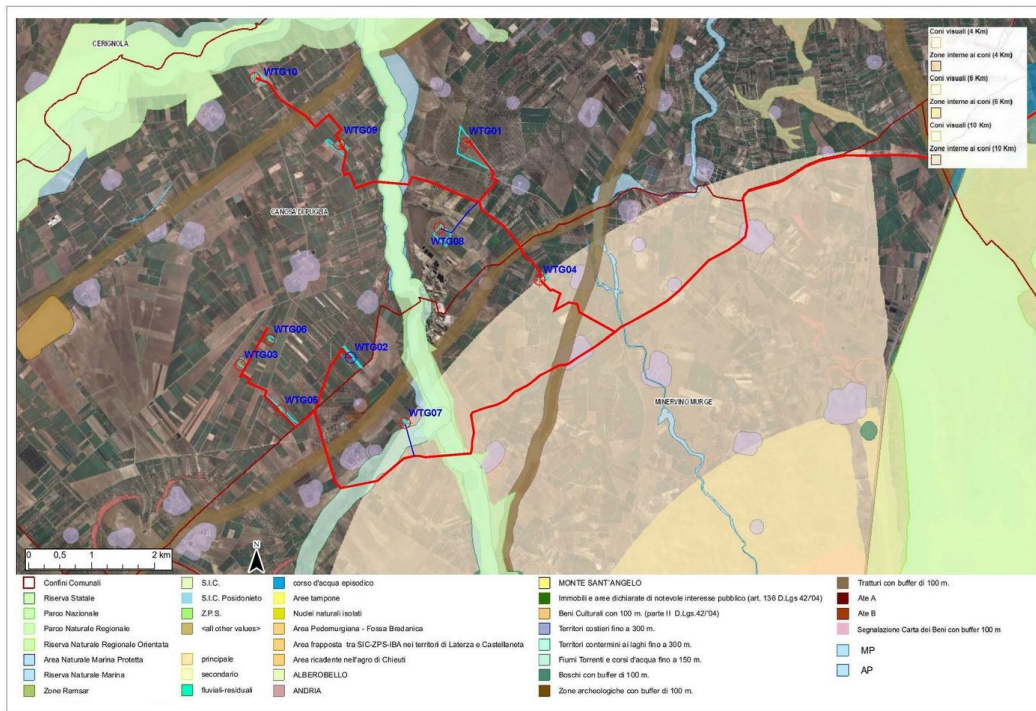 CERIGNOLA
WTG10
WTG09
WTG01
CANOSA DI PUGLIA
WTG08
WTG04
WTG06
WTG03
WTG02
WTG05
WTG07
MINERVINO MURGE
Coni visuali (4 Km)
Zone interne ai coni (4 Km)
Coni visuali (6 Km)
Zone interne ai coni (6 Km)
Coni visuali (10 Km)
Zone interne ai coni (10 Km)
0 0,5 1 2 km
N
Confini Comunali
Riserva Statale
Parco Nazionale
Parco Naturale Regionale
Riserva Naturale Regionale Orientata
Area Naturale Marina Protetta
Riserva Naturale Marina
Zone Ramsar
S.I.C.
S.I.C. Posidonieto
Z.P.S.
<all other values>
principale
secondario
fluviali-residuali
corso d'acqua episodico
Aree tampone
Nuclei naturali isolati
Area Pedemurgiana - Fossa Bradanica
Area frapposta tra SIC-ZPS-IBA nei territori di Laterza e Castellaneta
Area ricadente nell'agro di Chieuti
ALBEROBELLO
ANDRIA
MONTE SANT'ANGELO
Immobili e aree dichiarate di notevole interesse pubblico (art. 136 D.Lgs 42/'04)
Beni Culturali con 100 m. (parte II D.Lgs.42/'04)
Territori costieri fino a 300 m.
Territori contermini ai laghi fino a 300 m.
Fiumi Torrenti e corsi d'acqua fino a 150 m.
Boschi con buffer di 100 m.
Zone archeologiche con buffer di 100 m.
Tratturi con buffer di 100 m.
Ate A
Ate B
Segnalazione Carta dei Beni con buffer 100 m
MP
AP